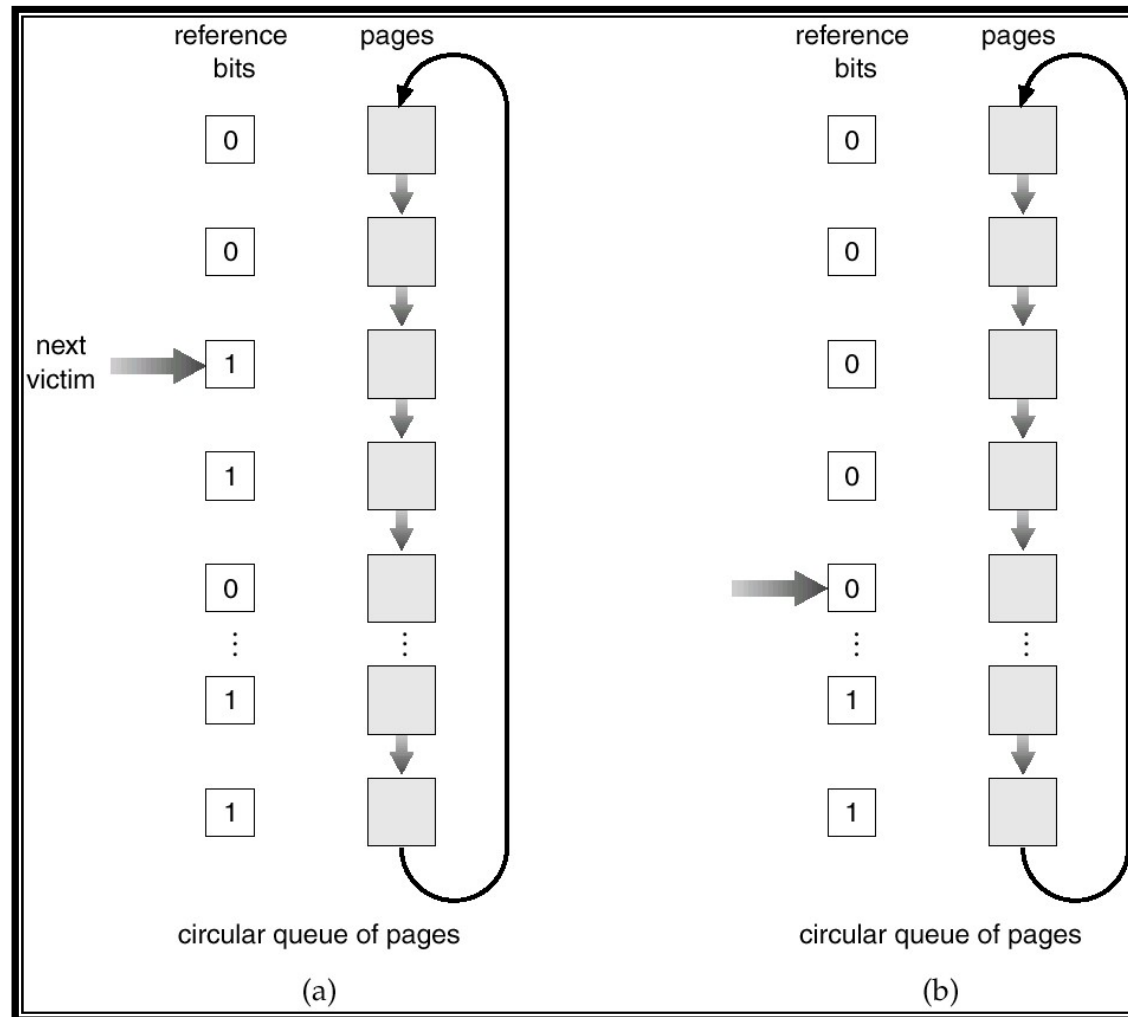 reference
bits
pages
0
0
next
victim
1
1
0
⋮
⋮
1
1
circular queue of pages
(a)
reference
bits
pages
0
0
0
0
0
⋮
⋮
1
1
circular queue of pages
(b)